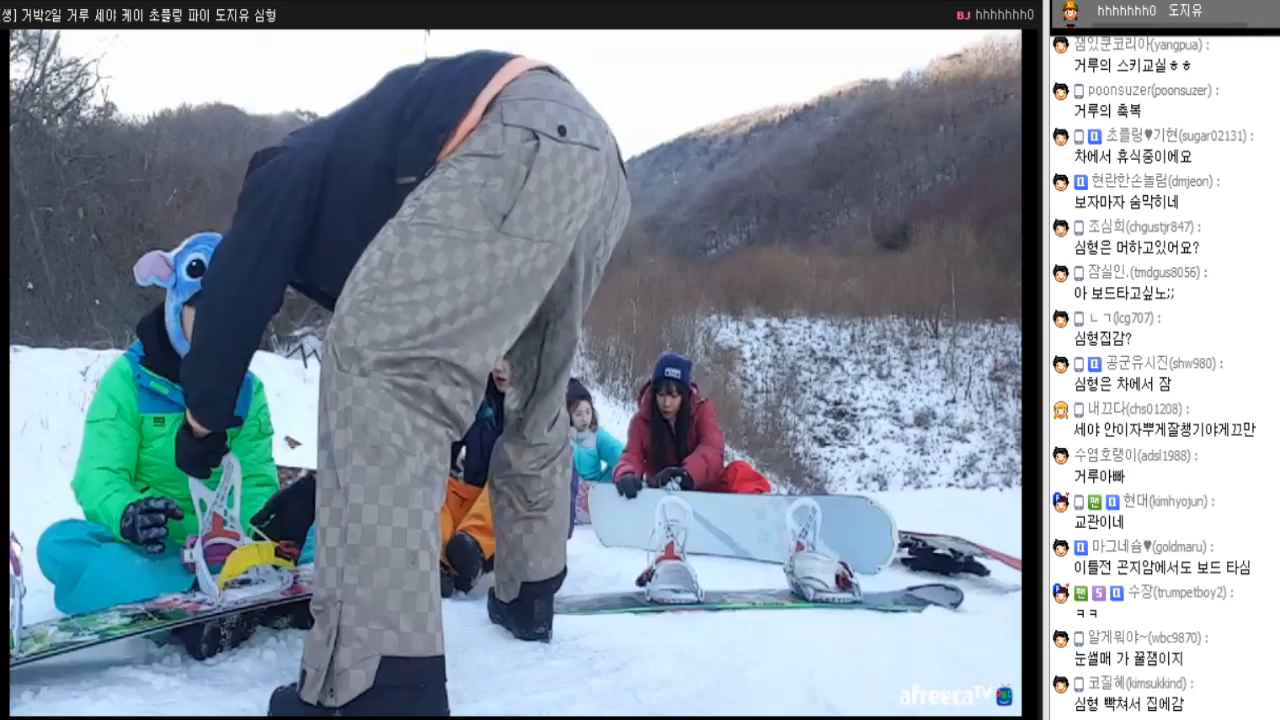 생] 거박2일 거루 세야 케이 초플링 파이 도지유 심형
BJ hhhhhhh0
hhhhhhh0 도지유
잼있쿤코리아(yangpua) :
거루의 스키교실ㅎㅎ
poonsuzer(poonsuzer) :
거루의 축복
초플링♥기현(sugar02131) :
차에서 휴식중이에요
현란한손놀림(dmjeon) :
보자마자 숨막히네
조심희(chgustjr847) :
심형은 머하고있어요?
잠실인.(tmdgus8056) :
아 보드타고싶노;;
ㄴㄱ(lcg707) :
심형집감?
공군유시진(shw980) :
심형은 차에서 잠
내끄다(chs01208) :
세야 안이자뿌게잘챙기야게끄만
수염호랭이(adsl1988) :
거루아빠
팬 현대(kimhyojun) :
교관이네
마그네슘♥(goldmaru) :
이틀전 곤지암에서도 보드 타심
팬 S 수장(trumpetboy2) :
ㅋㅋ
알게뭐야~(wbc9870) :
눈썰매 가 꿀잼이지
코질혜(kimsukkind) :
심형 빡쳐서 집에감
afreecaTV